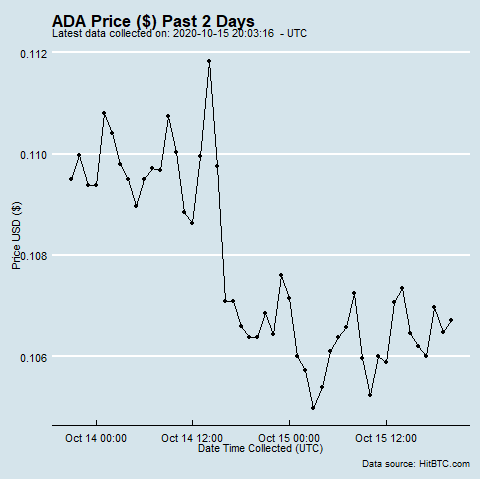 ADA Price ($) Past 2 Days
Latest data collected on: 2020-10-15 20:03:16 - UTC
0.112
0.110
0.108
0.106
Price USD ($)
Oct 14 00:00 Oct 14 12:00 Oct 15 00:00 Oct 15 12:00
Date Time Collected (UTC)
Data source: HitBTC.com